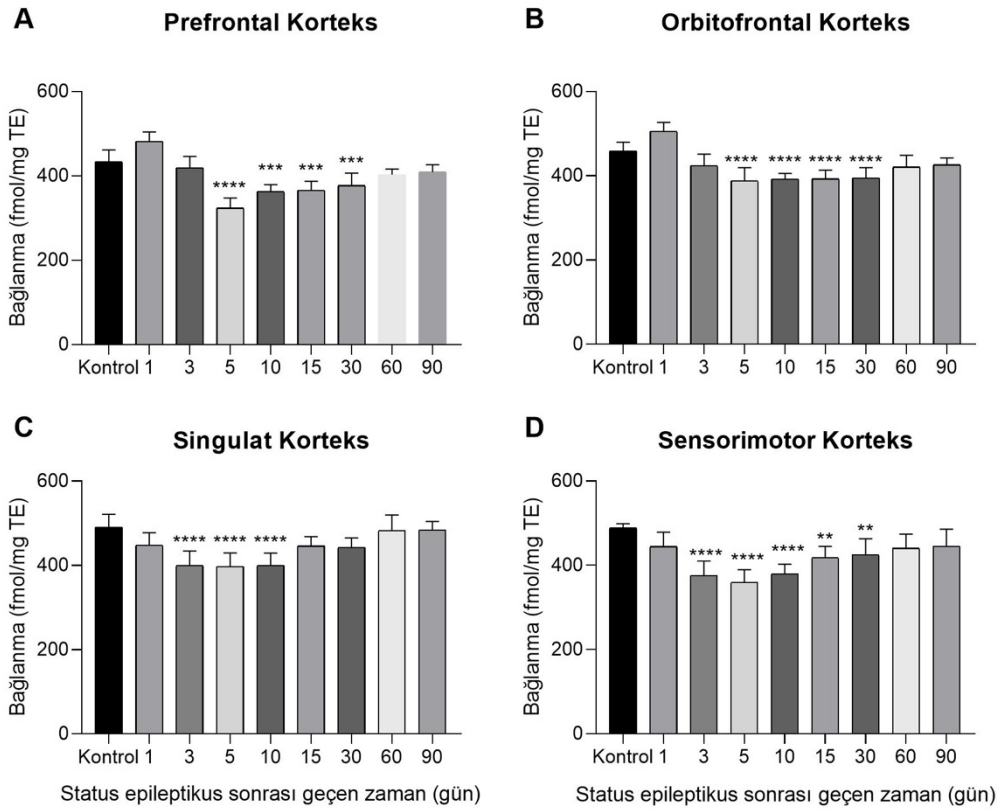 A
Prefrontal Korteks
Bağlanma (fmol/mg TE)
600
400
200
0
****
***
***
***
Kontrol 1 3 5 10 15 30 60 90
B
Orbitofrontal Korteks
Bağlanma (fmol/mg TE)
600
400
200
0
**** **** **** ****
Kontrol 1 3 5 10 15 30 60 90
C
Singulat Korteks
Bağlanma (fmol/mg TE)
600
400
200
0
**** **** ****
Kontrol 1 3 5 10 15 30 60 90
Status epileptikus sonrası geçen zaman (gün)
D
Sensorimotor Korteks
Bağlanma (fmol/mg TE)
600
400
200
0
****
****
****
**
**
Kontrol 1 3 5 10 15 30 60 90
Status epileptikus sonrası geçen zaman (gün)